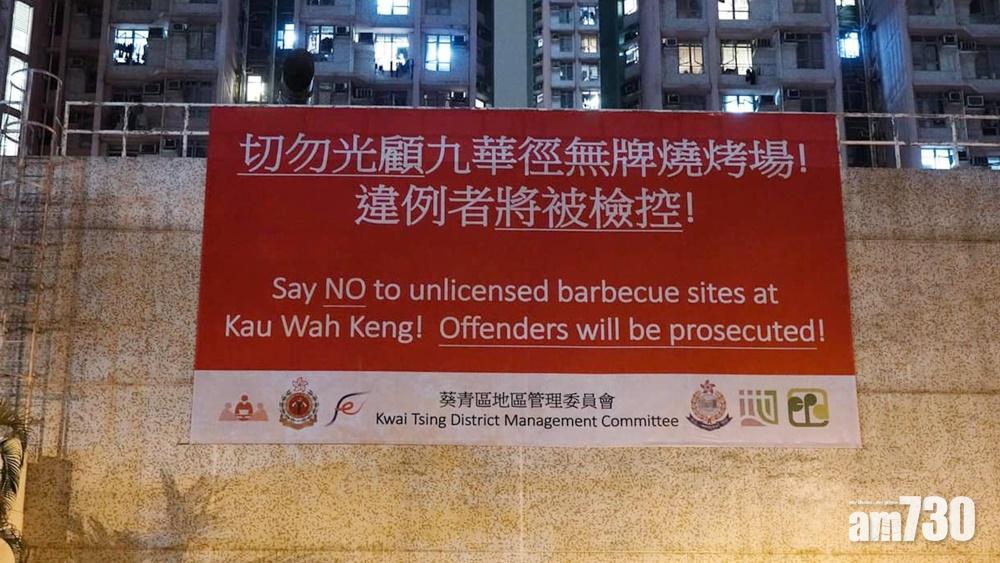 切勿光顧九華徑無牌燒烤場!
違例者將被檢控!
Say NO to unlicensed barbecue sites at
Kau Wah Keng! Offenders will be prosecuted!
葵青區地區管理委員會
Kwai Tsing District Management Committee
am730